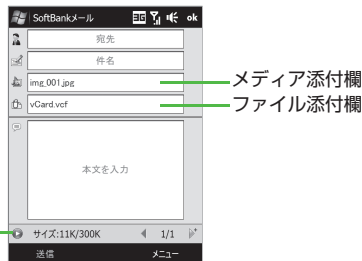 SoftBankメール 3G ok
宛先
件名
img_001.jpg
メディア添付欄
vCard.vcf
ファイル添付欄
本文を入力
サイズ:11K/300K 1/1
送信 メニュー